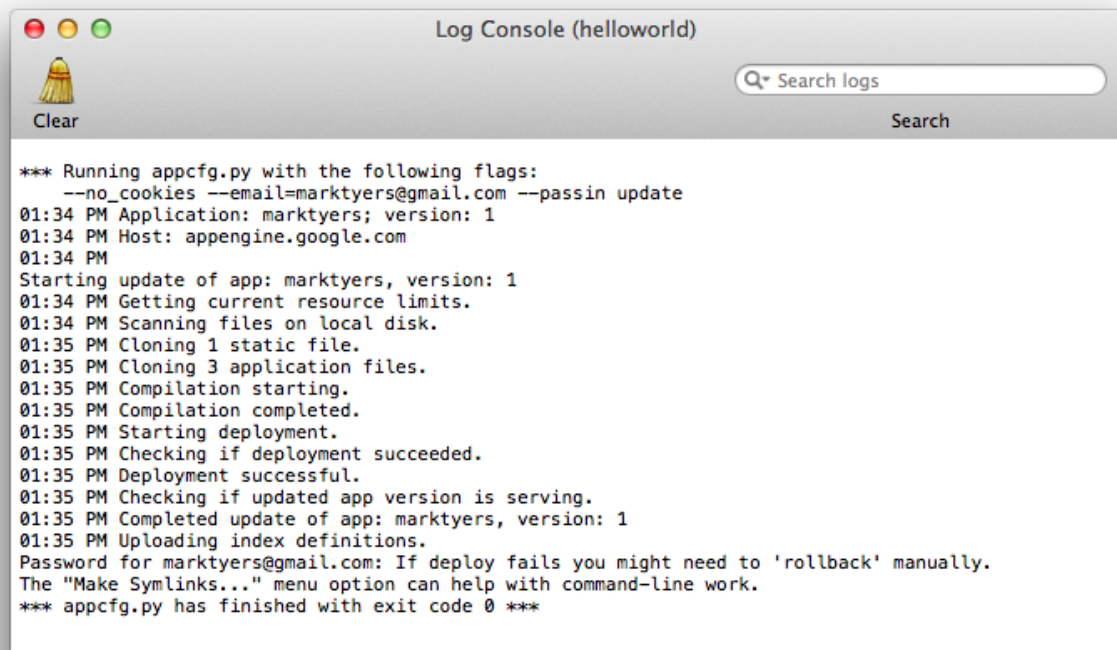 Log Console (helloworld)
Search logs
Clear
Search
*** Running appcfg.py with the following flags:
    --no_cookies --email=marktyers@gmail.com --passin update
01:34 PM Application: marktyers; version: 1
01:34 PM Host: appengine.google.com
01:34 PM
Starting update of app: marktyers, version: 1
01:34 PM Getting current resource limits.
01:34 PM Scanning files on local disk.
01:35 PM Cloning 1 static file.
01:35 PM Cloning 3 application files.
01:35 PM Compilation starting.
01:35 PM Compilation completed.
01:35 PM Starting deployment.
01:35 PM Checking if deployment succeeded.
01:35 PM Deployment successful.
01:35 PM Checking if updated app version is serving.
01:35 PM Completed update of app: marktyers, version: 1
01:35 PM Uploading index definitions.
Password for marktyers@gmail.com: If deploy fails you might need to 'rollback' manually.
The "Make Symlinks..." menu option can help with command-line work.
*** appcfg.py has finished with exit code 0 ***